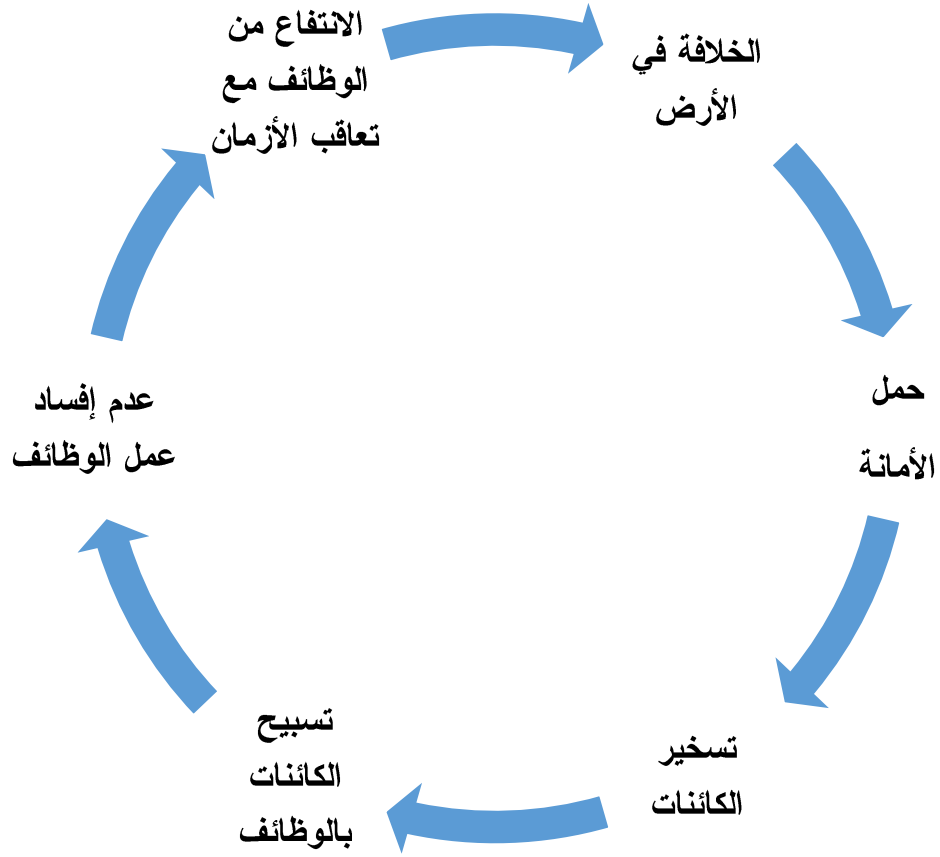 الخلافة في
الأرض
حمل
الأمانة
تسخير
الكائنات
تسبيح
الكائنات
بالوظائف
عدم إفساد
عمل الوظائف
الانتفاع من
الوظائف مع
تعاقب الأزمان